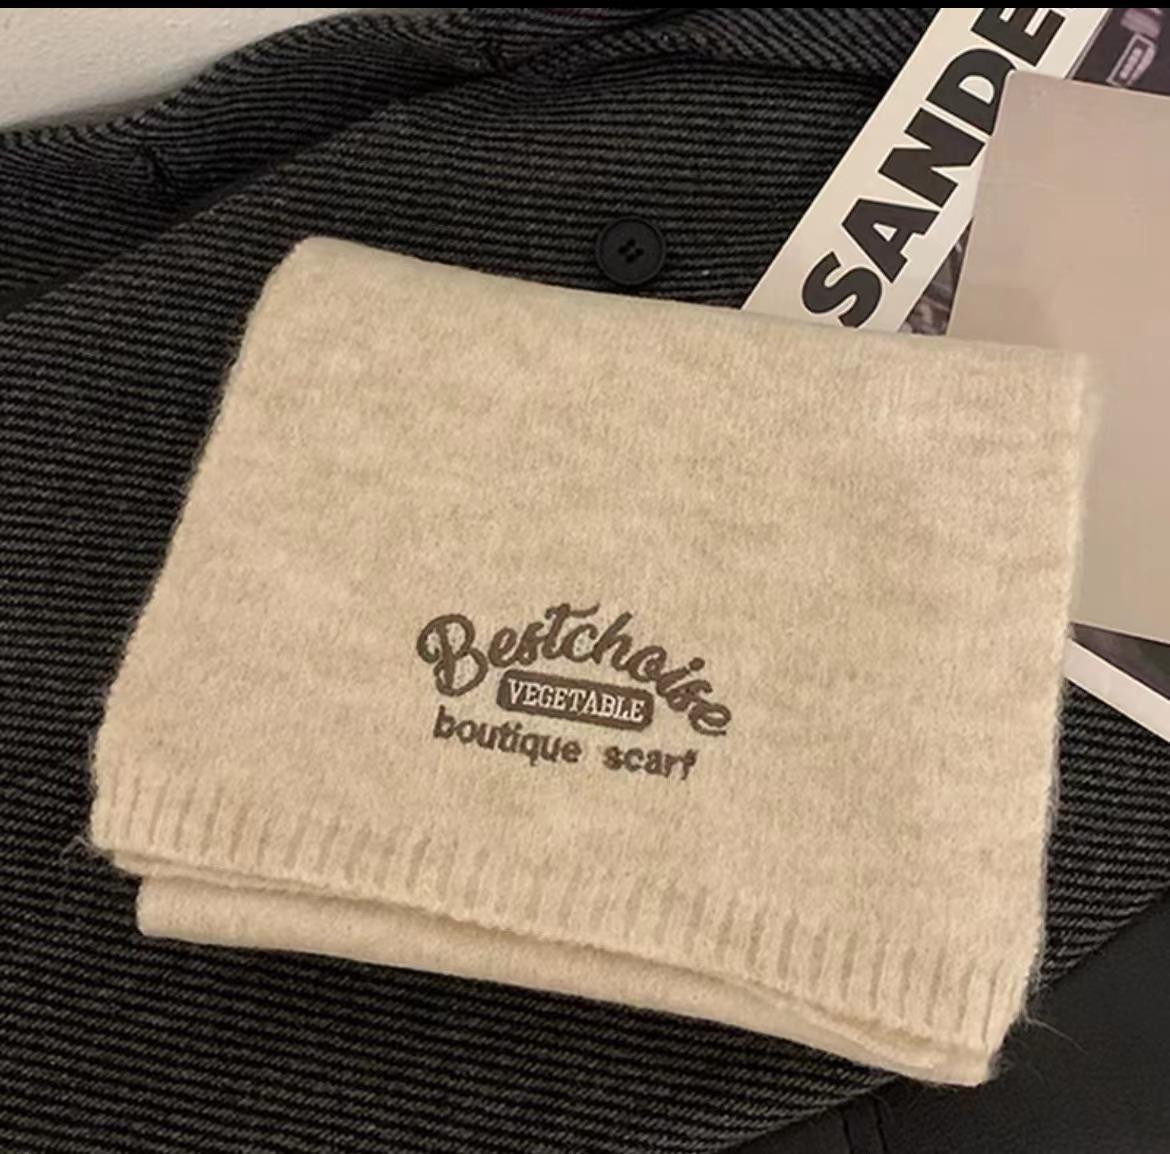 SANDE
Bestchoise
VEGETABLE
boutique scarf